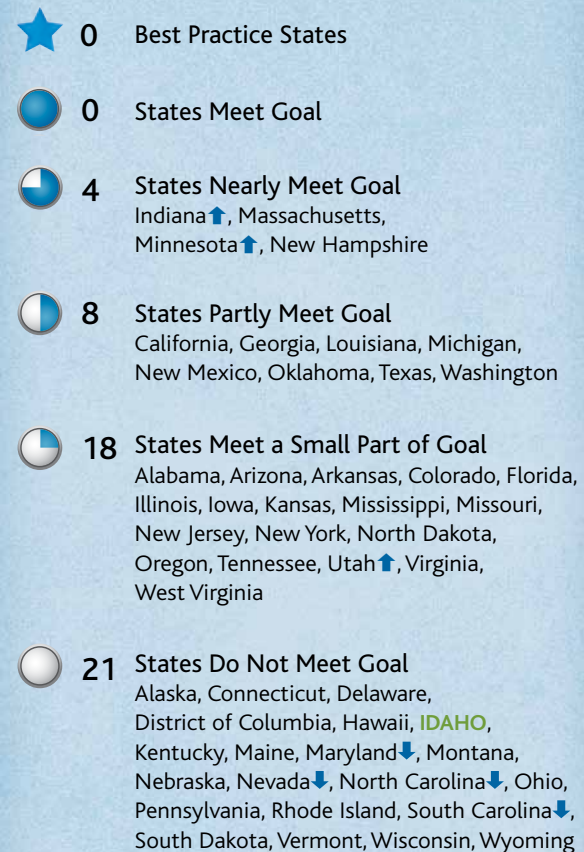 0 Best Practice States
0 States Meet Goal
4 States Nearly Meet Goal
Indiana⬆, Massachusetts,
Minnesota⬆, New Hampshire
8 States Partly Meet Goal
California, Georgia, Louisiana, Michigan,
New Mexico, Oklahoma, Texas, Washington
18 States Meet a Small Part of Goal
Alabama, Arizona, Arkansas, Colorado, Florida,
Illinois, Iowa, Kansas, Mississippi, Missouri,
New Jersey, New York, North Dakota,
Oregon, Tennessee, Utah⬆, Virginia,
West Virginia
21 States Do Not Meet Goal
Alaska, Connecticut, Delaware,
District of Columbia, Hawaii, IDAHO,
Kentucky, Maine, Maryland⬇, Montana,
Nebraska, Nevada⬇, North Carolina⬇, Ohio,
Pennsylvania, Rhode Island, South Carolina⬇,
South Dakota, Vermont, Wisconsin, Wyoming